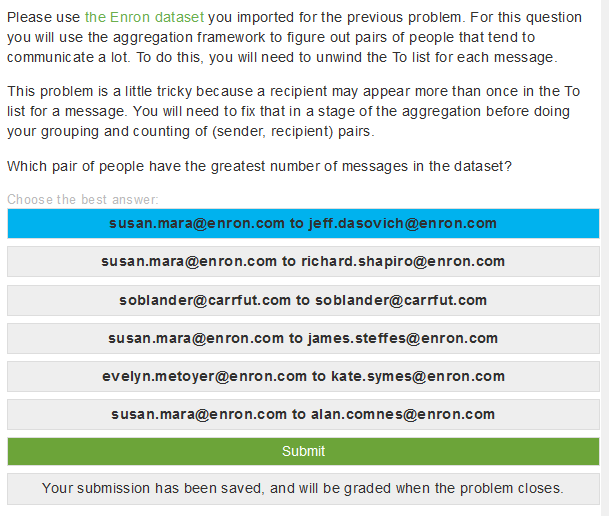 Please use the Enron dataset you imported for the previous problem. For this question
you will use the aggregation framework to figure out pairs of people that tend to
communicate a lot. To do this, you will need to unwind the To list for each message.
This problem is a little tricky because a recipient may appear more than once in the To
list for a message. You will need to fix that in a stage of the aggregation before doing
your grouping and counting of (sender, recipient) pairs.
Which pair of people have the greatest number of messages in the dataset?
Choose the best answer:
susan.mara@enron.com to jeff.dasovich@enron.com
susan.mara@enron.com to richard.shapiro@enron.com
soblander@carrfut.com to soblander@carrfut.com
susan.mara@enron.com to james.steffes@enron.com
evelyn.metoyer@enron.com to kate.symes@enron.com
susan.mara@enron.com to alan.comnes@enron.com
Submit
Your submission has been saved, and will be graded when the problem closes.